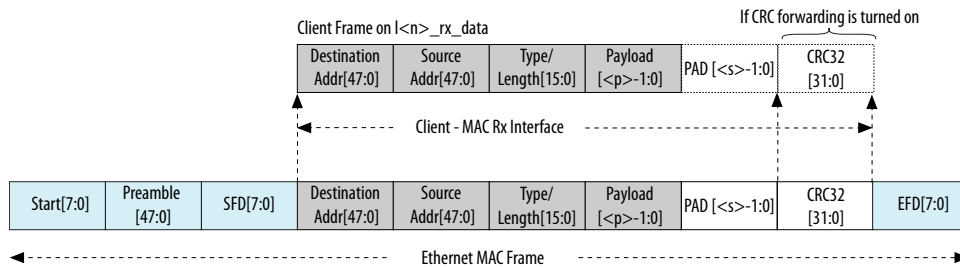 If CRC forwarding is turned on
Client Frame on l<n>_rx_data
Destination Source Type/ Payload PAD [<s>-1:0] CRC32
Addr[47:0] Addr[47:0] Length[15:0] [<p>-1:0] [31:0]
Client - MAC Rx Interface
Start[7:0] Preamble SFD[7:0] Destination Source Type/ Payload PAD [<s>-1:0] CRC32 EFD[7:0]
[47:0] Addr[47:0] Addr[47:0] Length[15:0] [<p>-1:0] [31:0]
Ethernet MAC Frame